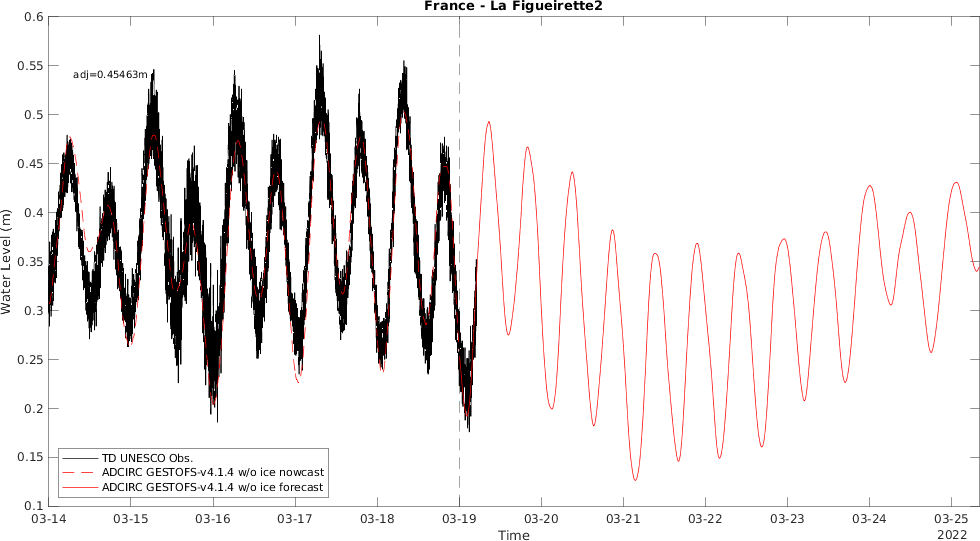 France - La Figueirette2
0.6
0.55
0.5
0.45
0.4
0.35
0.3
0.25
0.2
0.15
0.1
Water Level (m)
adj=0.45463m
TD UNESCO Obs.
ADCIRC GESTOFS-v4.1.4 w/o ice nowcast
ADCIRC GESTOFS-v4.1.4 w/o ice forecast
03-14 03-15 03-16 03-17 03-18 03-19 03-20 03-21 03-22 03-23 03-24 03-25
2022
Time